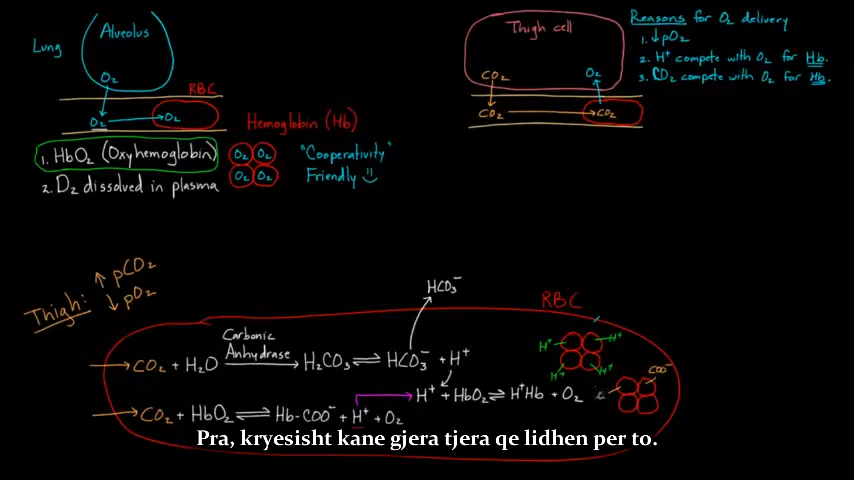 Lung
Alveolus
O₂
RBC
O₂ → O₂
Hemoglobin (Hb)
1. HbO₂ (Oxyhemoglobin)
2. O₂ dissolved in plasma
O₂ O₂
O₂ O₂
"Cooperativity"
Friendly
Thigh cell
CO₂ O₂
CO₂ → CO₂
Reasons for O₂ delivery
1. ↓pO₂
2. H⁺ compete with O₂ for Hb.
3. CO₂ compete with O₂ for Hb.
Thigh: ↑ pCO₂
↓ pO₂
RBC
HCO₃⁻
→ CO₂ + H₂O Carbonic Anhydrase → H₂CO₃ ⇌ HCO₃⁻ + H⁺
H⁺ + HbO₂ ⇌ H⁺Hb + O₂
→ CO₂ + HbO₂ ⇌ Hb-COO⁻ + H⁺ + O₂
H⁺ H⁺
H⁺ H⁺
COO⁻
Pra, kryesisht kane gjera tjera qe lidhen per to.